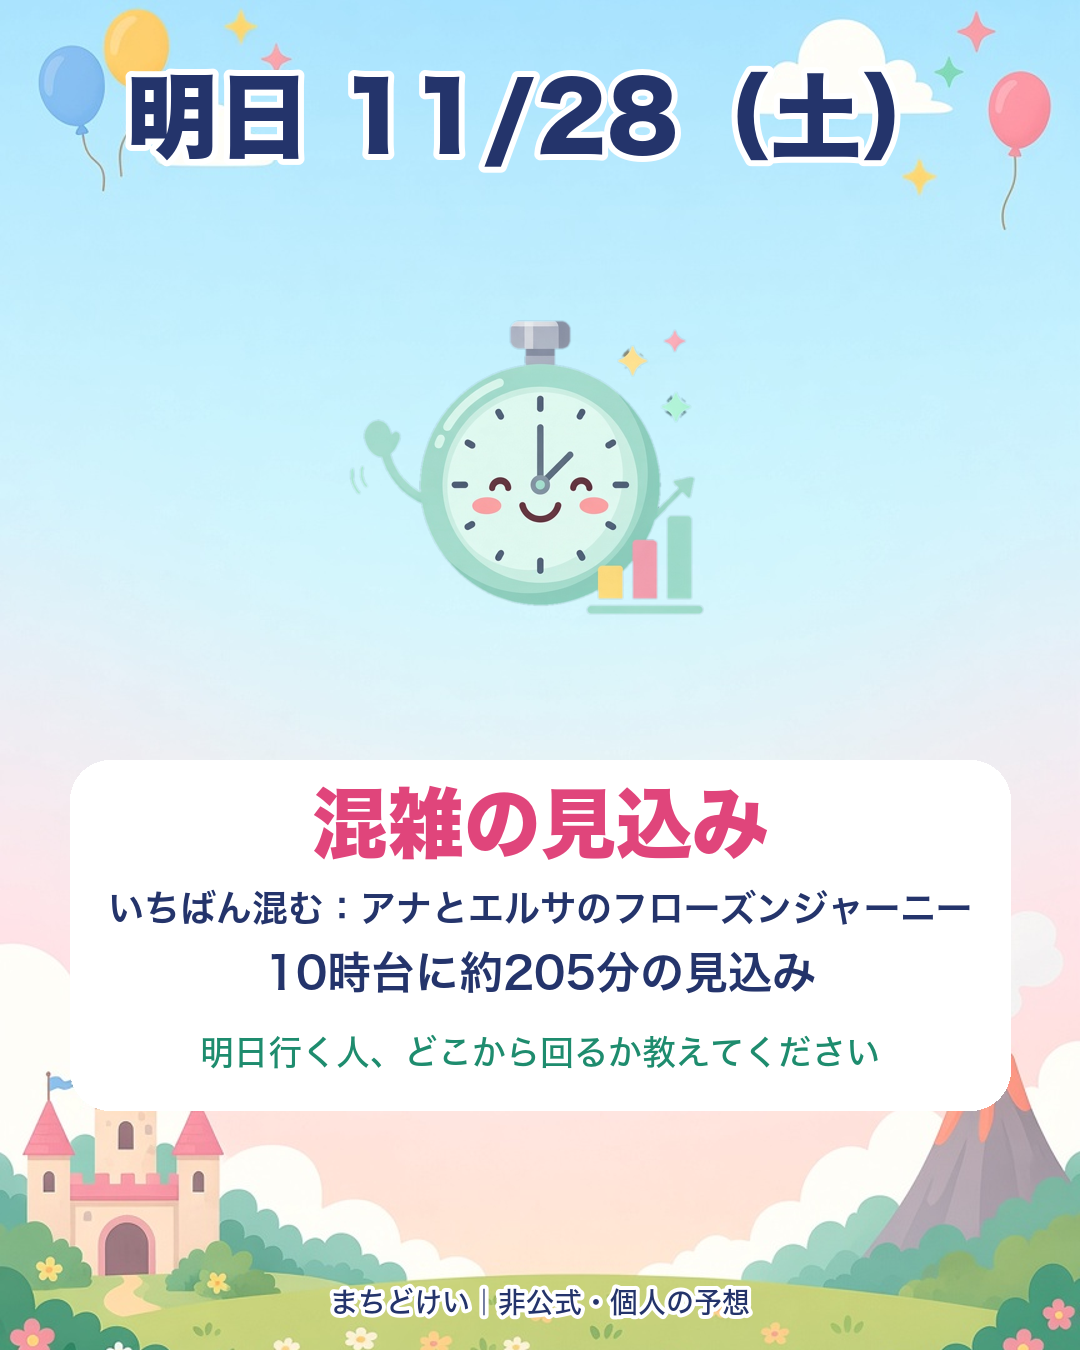 明日 11/28（土）
混雑の見込み
いちばん混む：アナとエルサのフローズンジャーニー
10時台に約205分の見込み
明日行く人、どこから回るか教えてください
まちどけい｜非公式・個人の予想